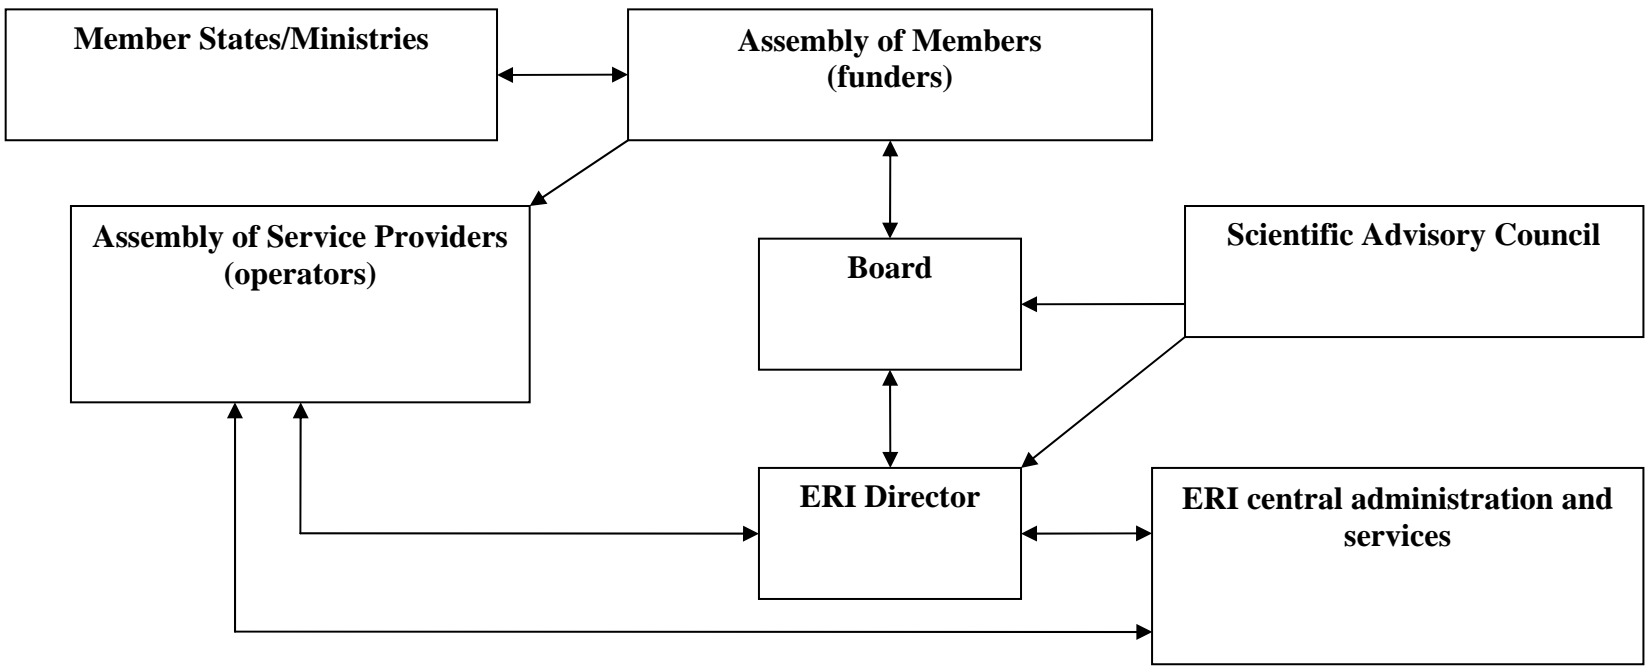 Member States/Ministries
Assembly of Members
(funders)
Assembly of Service Providers
(operators)
Board
Scientific Advisory Council
ERI Director
ERI central administration and
services